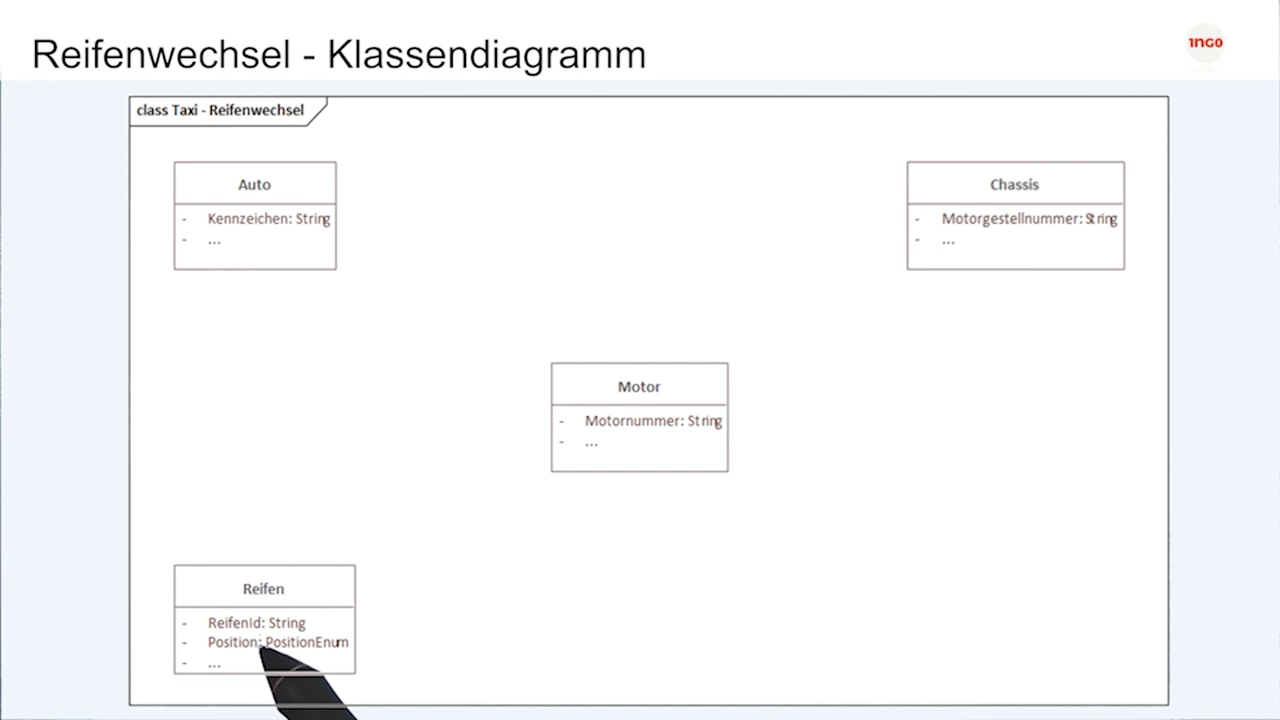 Reifenwechsel - Klassendiagramm
1NGO
class Taxi - Reifenwechsel
Auto
- Kennzeichen: String
- ...
Chassis
- Motorgestellnummer: String
- ...
Motor
- Motornummer: String
- ...
Reifen
- ReifenId: String
- Position: PositionEnum
- ...